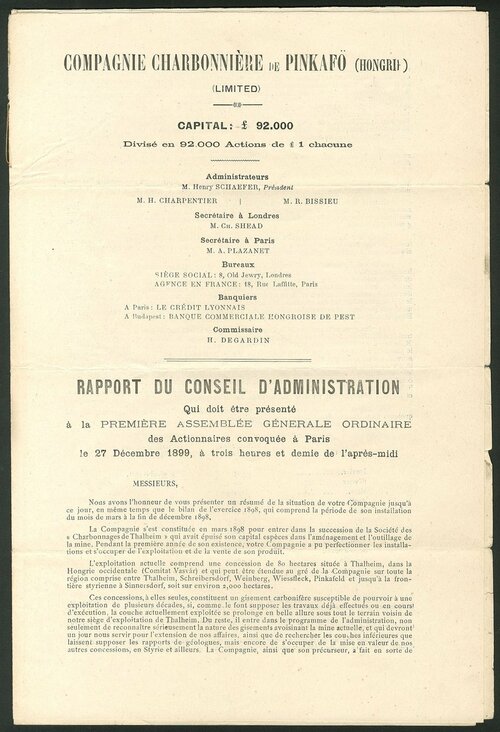 COMPAGNIE CHARBONNIÈRE DE PINKAFÖ (HONGRIE)
(LIMITED)
CAPITAL: £ 92.000
Divisé en 92.000 Actions de £ 1 chacune
Administrateurs
M. Henry SCHAEFER, Président
M. H. CHARPENTIER | M. R. BISSIEU
Secrétaire à Londres
M. CH. SHEAD
Secrétaire à Paris
M. A. PLAZANET
Bureaux
SIÈGE SOCIAL: 8, Old Jewry, Londres
AGENCE EN FRANCE: 18, Rue Laffitte, Paris
Banquiers
A Paris: LE CRÉDIT LYONNAIS
A Budapest: BANQUE COMMERCIALE HONGROISE DE PEST
Commissaire
H. DEGARDIN
RAPPORT DU CONSEIL D'ADMINISTRATION
Qui doit être présenté
à la PREMIÈRE ASSEMBLÉE GÉNERALE ORDINAIRE
des Actionnaires convoquée à Paris
le 27 Décembre 1899, à trois heures et demie de l'après-midi
MESSIEURS,
Nous avons l'honneur de vous présenter un résumé de la situation de votre Compagnie jusqu'à
ce jour, en même temps que le bilan de l'exercice 1898, qui comprend la période de son installation
du mois de mars à la fin de décembre 1898.
La Compagnie s'est constituée en mars 1898 pour entrer dans la succession de la Société des
« Charbonnages de Thalheim » qui avait épuisé son capital espèces dans l'aménagement et l'outillage de
la mine. Pendant la première année de son existence, votre Compagnie a pu perfectionner les installa-
tions et s'occuper de l'exploitation et de la vente de son produit.
L'exploitation actuelle comprend une concession de 80 hectares située à Thalheim, dans la
Hongrie occidentale (Comitat Vasvár) et qui peut être étendue au gré de la Compagnie sur toute la
région comprise entre Thalheim, Schreibersdorf, Weinberg, Wiessfleck, Pinkafeld et jusqu'à la fron-
tière styrienne à Sinnersdorf, soit sur environ 2,000 hectares.
Ces concessions, à elles seules, constituent un gisement carbonifère susceptible de pourvoir à une
exploitation de plusieurs décades, si, comme le font supposer les travaux déjà effectués ou en cours
d'exécution, la couche actuellement exploitée se prolonge en belle allure sous tout le terrain voisin de
notre siège d'exploitation de Thalheim. Du reste, il entre dans le programme de l'administration, non
seulement de reconnaître sérieusement la nature des gisements avoisinant la mine actuelle, et qui devront
un jour nous servir pour l'extension de nos affaires, ainsi que de rechercher les couches inférieures que
laissent supposer les rapports de géologues, mais encore de s'occuper de la mise en valeur de nos
autres concessions, en Styrie et ailleurs. La Compagnie, ainsi que son précurseur, a fait en sorte de